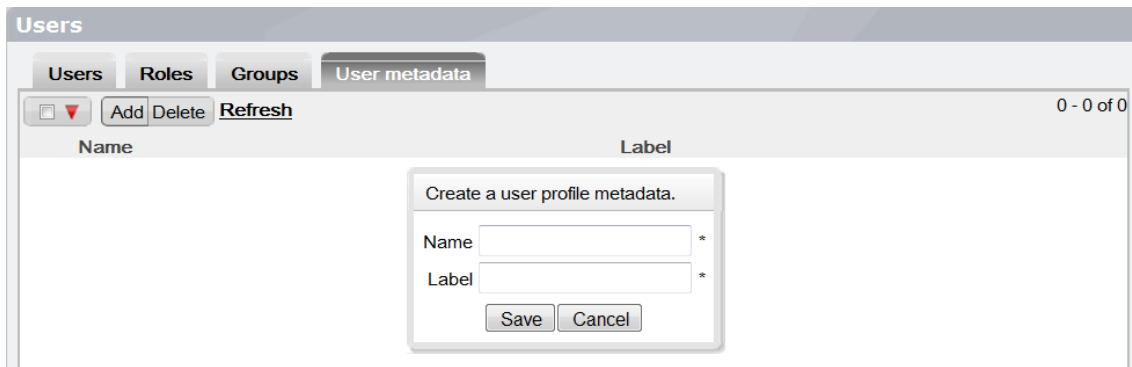 Users
Users Roles Groups User metadata
Add Delete Refresh 0 - 0 of 0
Name Label
Create a user profile metadata.
Name *
Label *
Save Cancel